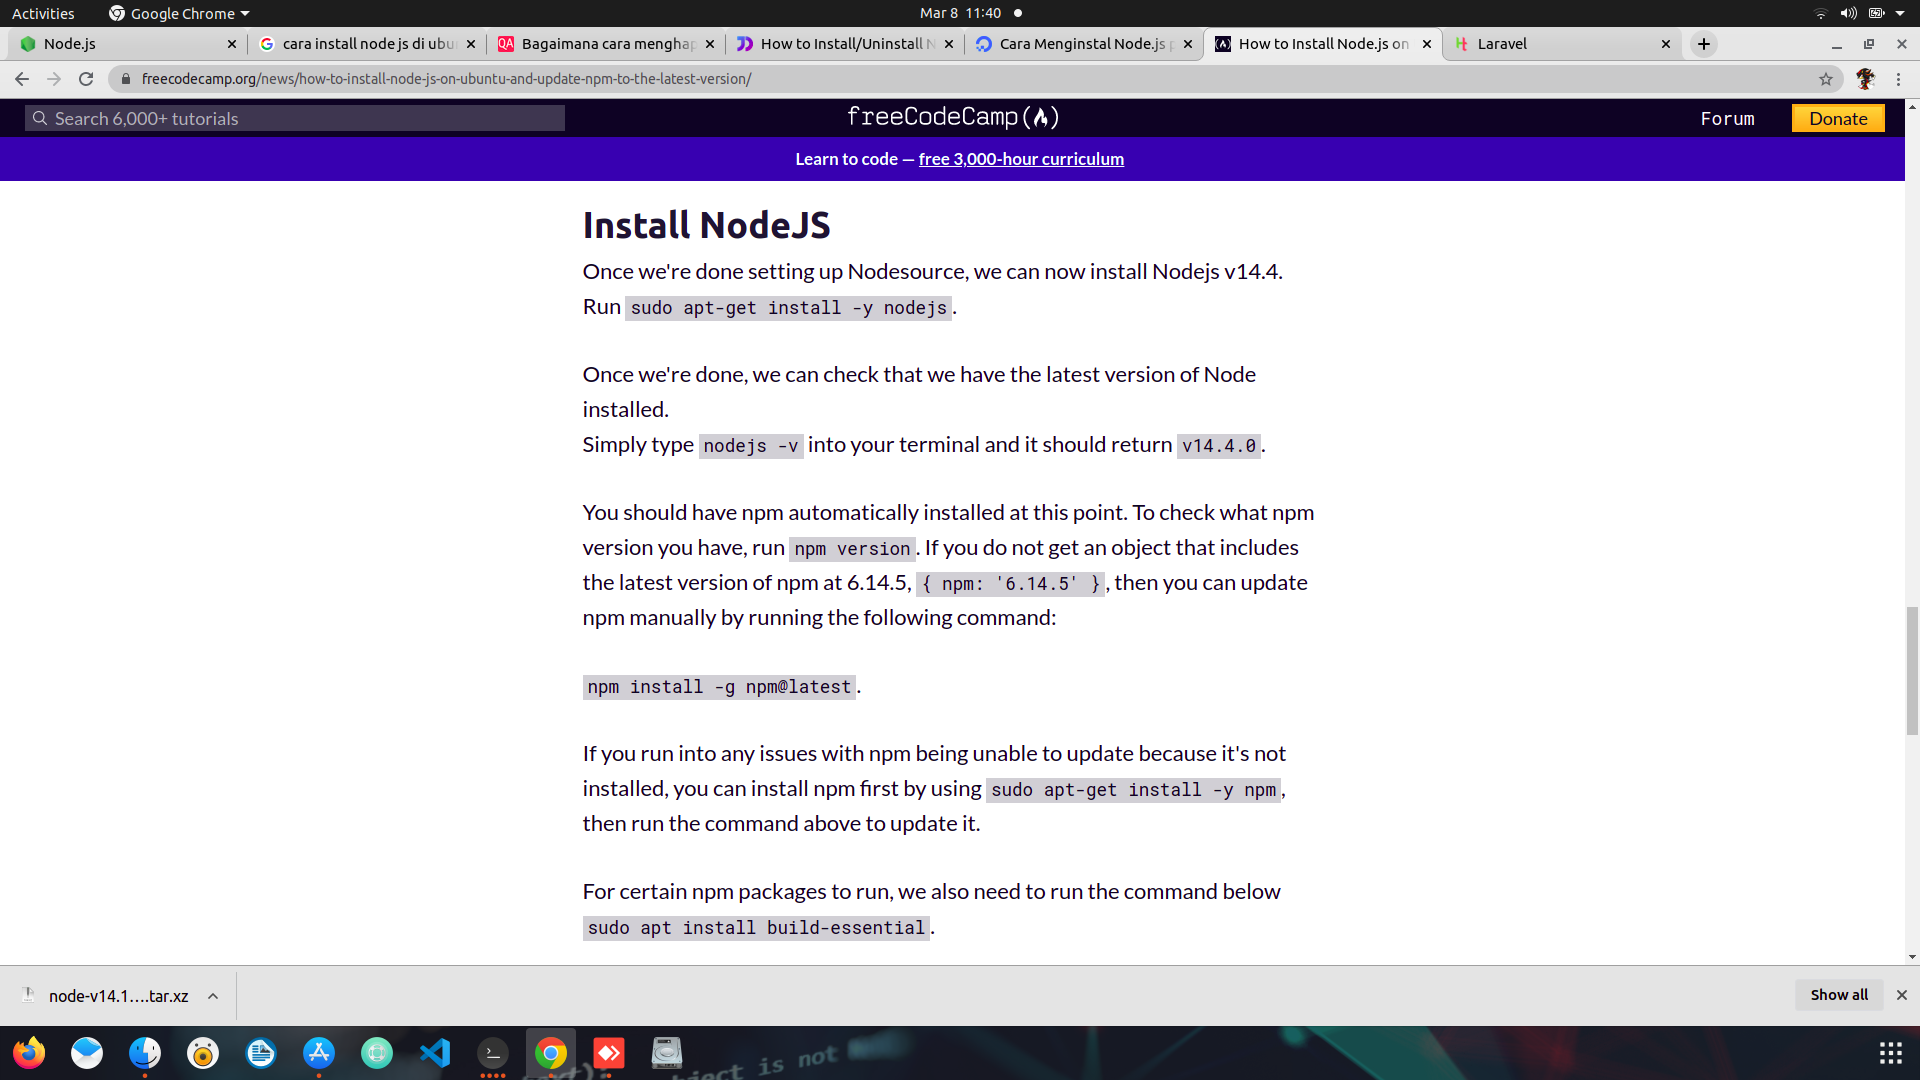 Activities
Google Chrome
Mar 8 11:40
Node.js
cara install node js di ubu
Bagaimana cara menghap
How to Install/Uninstall N
Cara Menginstal Node.js p
How to Install Node.js on
Laravel
freecodecamp.org/news/how-to-install-node-js-on-ubuntu-and-update-npm-to-the-latest-version/
Search 6,000+ tutorials
freeCodeCamp(🔥)
Forum
Donate
Learn to code — free 3,000-hour curriculum
Install NodeJS
Once we're done setting up Nodesource, we can now install Nodejs v14.4.
Run sudo apt-get install -y nodejs.
Once we're done, we can check that we have the latest version of Node
installed.
Simply type nodejs -v into your terminal and it should return v14.4.0.
You should have npm automatically installed at this point. To check what npm
version you have, run npm version. If you do not get an object that includes
the latest version of npm at 6.14.5, { npm: '6.14.5' }, then you can update
npm manually by running the following command:
npm install -g npm@latest.
If you run into any issues with npm being unable to update because it's not
installed, you can install npm first by using sudo apt-get install -y npm,
then run the command above to update it.
For certain npm packages to run, we also need to run the command below
sudo apt install build-essential.
node-v14.1....tar.xz
Show all
ject is not